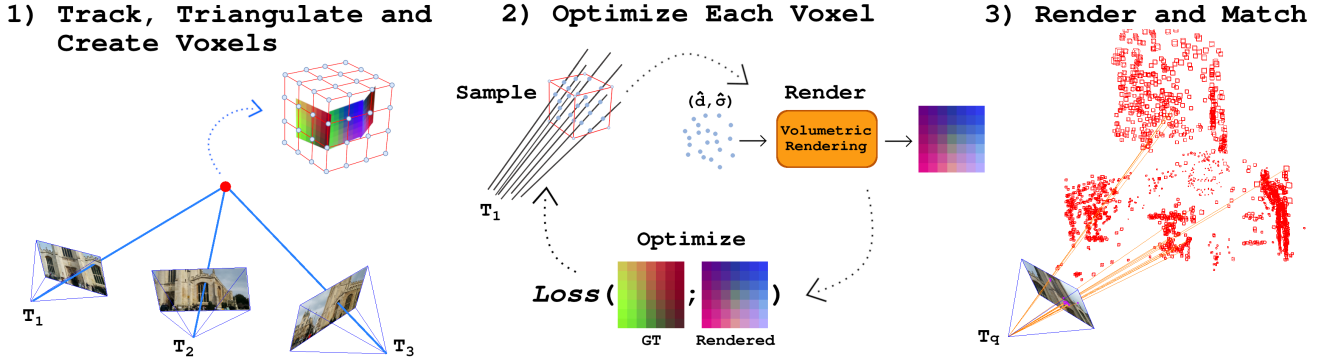 1) Track, Triangulate and
Create Voxels
T1
T2
T3
2) Optimize Each Voxel
Sample
T1
(d̂,σ̂)
Render
Volumetric
Rendering
Optimize
Loss(;)
GT
Rendered
3) Render and Match
Tq